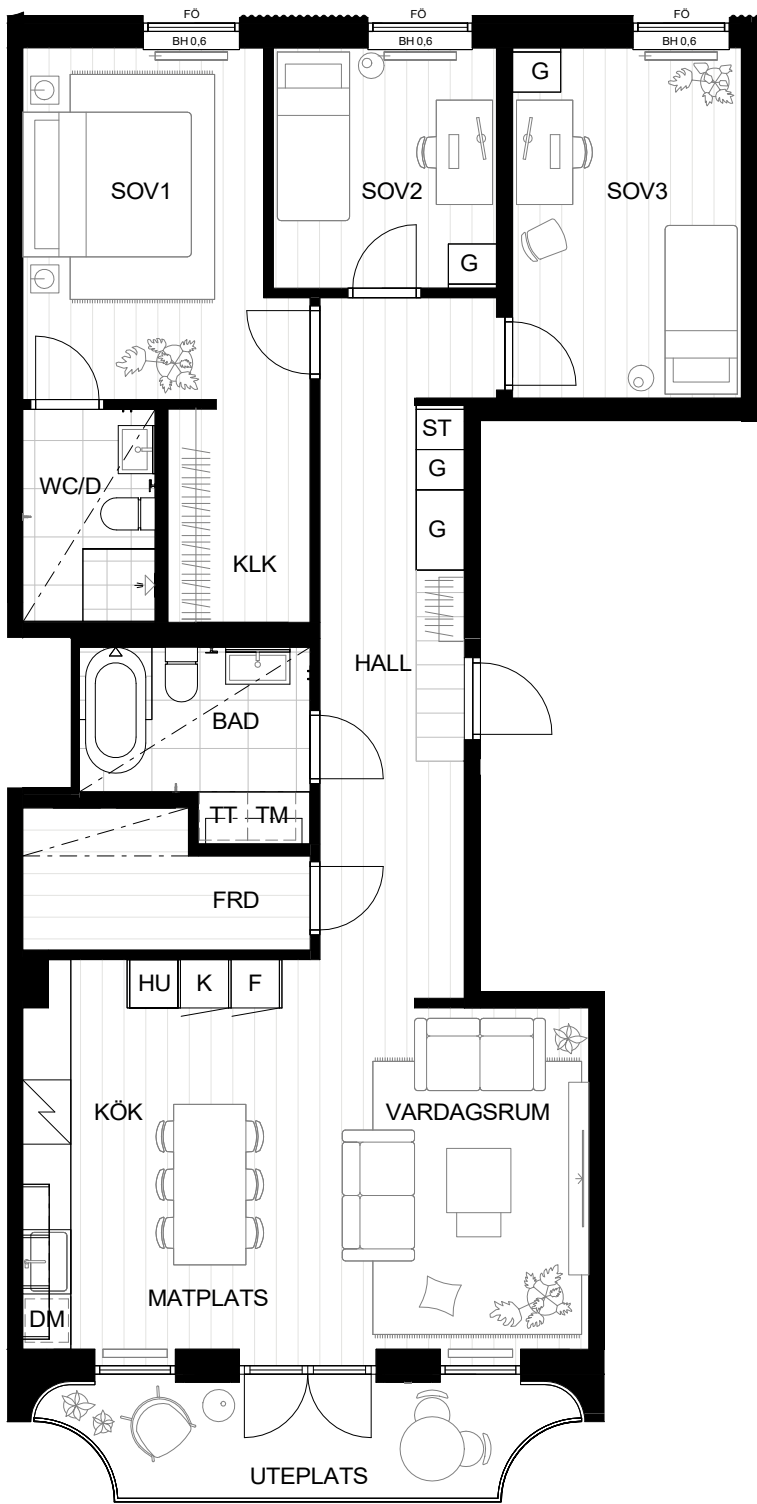 FÖ FÖ FÖ
BH 0,6 BH 0,6 BH 0,6
G
SOV1 SOV2 SOV3
G
ST
G
WC/D
G
KLK
HALL
BAD
TT TM
FRD
HU K F
KÖK VARDAGSRUM
MATPLATS
DM
UTEPLATS